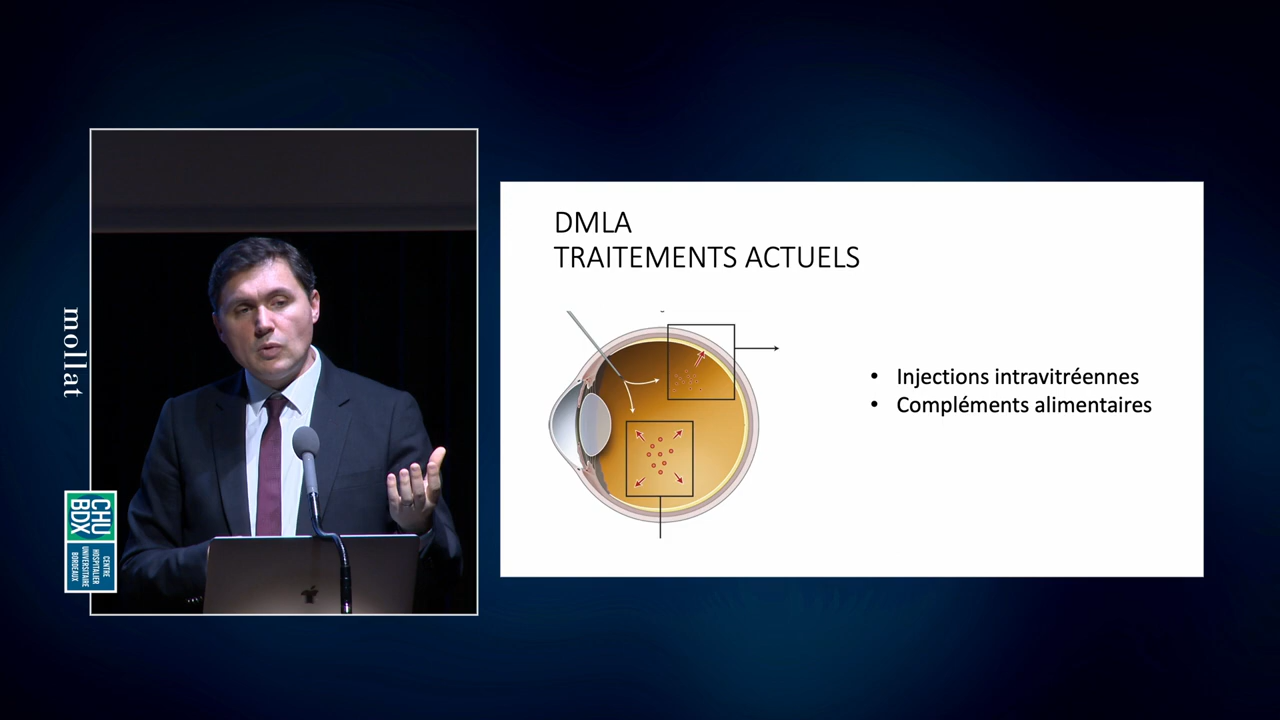 mollat
CHU
BDX
CENTRE
HOSPITALIER
UNIVERSITAIRE
BORDEAUX
DMLA
TRAITEMENTS ACTUELS
• Injections intravitréennes
• Compléments alimentaires